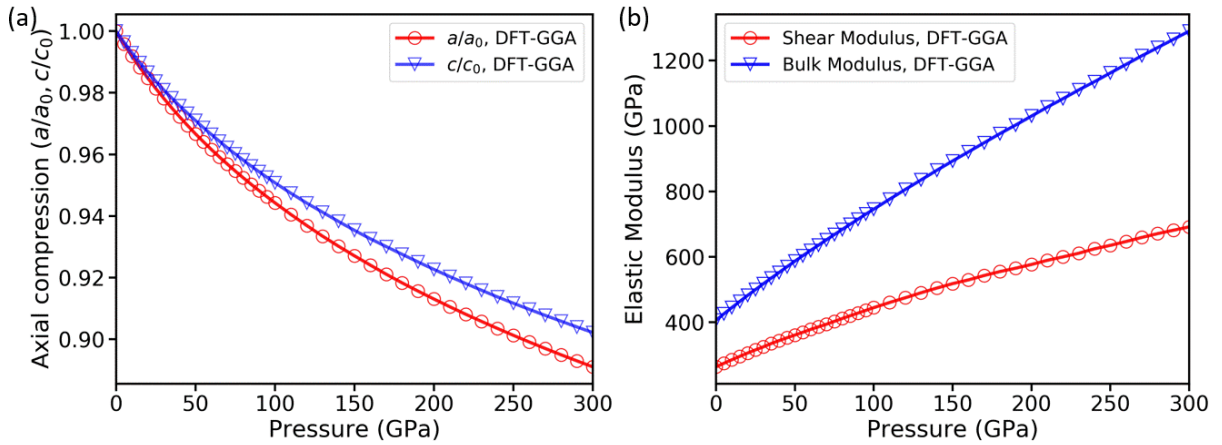 (a)
Axial compression (a/a₀, c/c₀)
1.00
0.98
0.96
0.94
0.92
0.90
a/a₀, DFT-GGA
c/c₀, DFT-GGA
0 50 100 150 200 250 300
Pressure (GPa)
(b)
Elastic Modulus (GPa)
1200
1000
800
600
400
Shear Modulus, DFT-GGA
Bulk Modulus, DFT-GGA
0 50 100 150 200 250 300
Pressure (GPa)